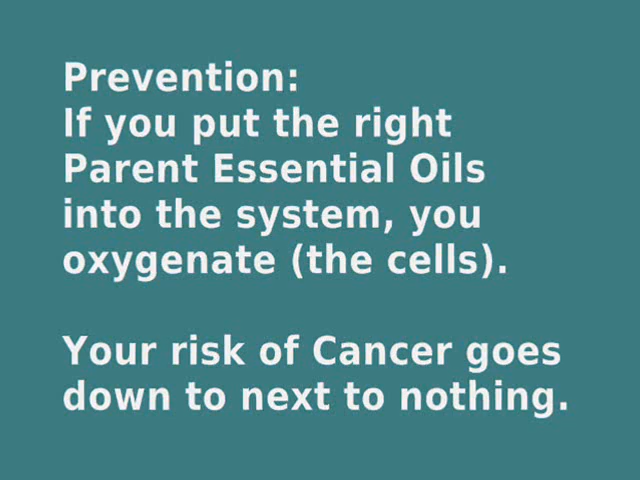 Prevention:
If you put the right
Parent Essential Oils
into the system, you
oxygenate (the cells).
Your risk of Cancer goes
down to next to nothing.